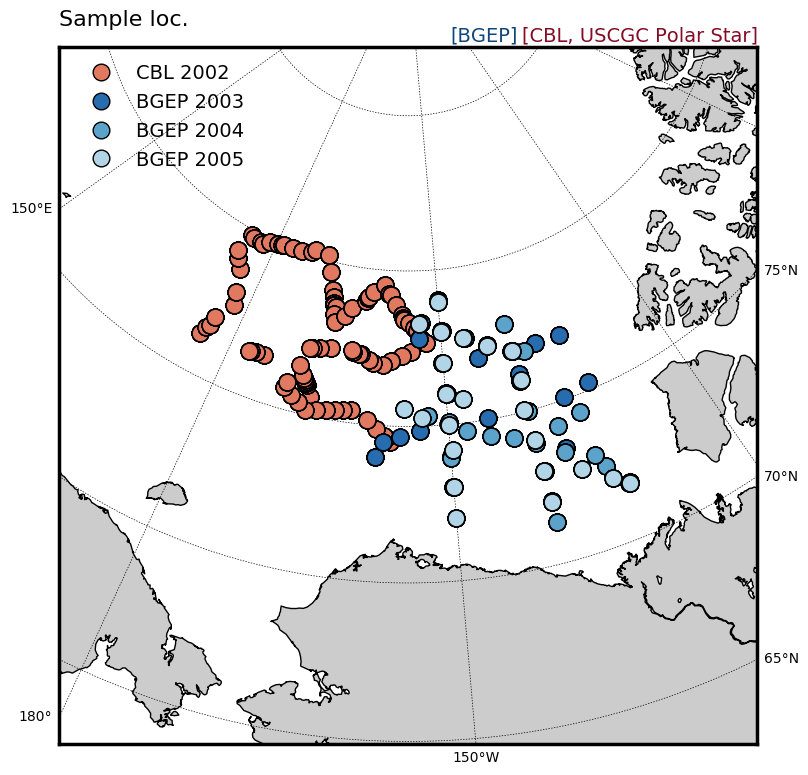 Sample loc.
[BGEP] [CBL, USCGC Polar Star]
CBL 2002
BGEP 2003
BGEP 2004
BGEP 2005
150°E
75°N
70°N
65°N
180°
150°W